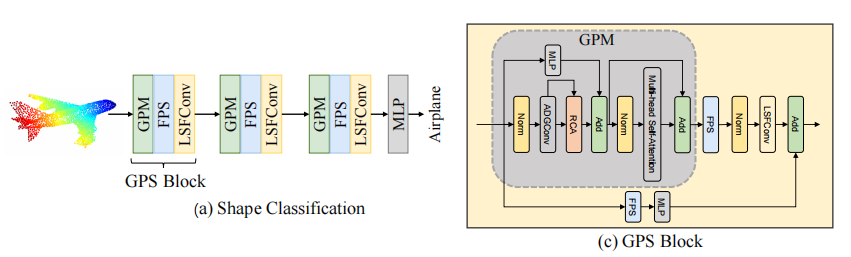 GPM
FPS
LSFConv
GPM
FPS
LSFConv
GPM
FPS
LSFConv
MLP
Airplane
GPS Block
(a) Shape Classification
GPM
MLP
Norm
ADGConv
RCA
Add
Norm
Multi-head Self-Attention
Add
FPS
Norm
LSFConv
Add
FPS
MLP
(c) GPS Block